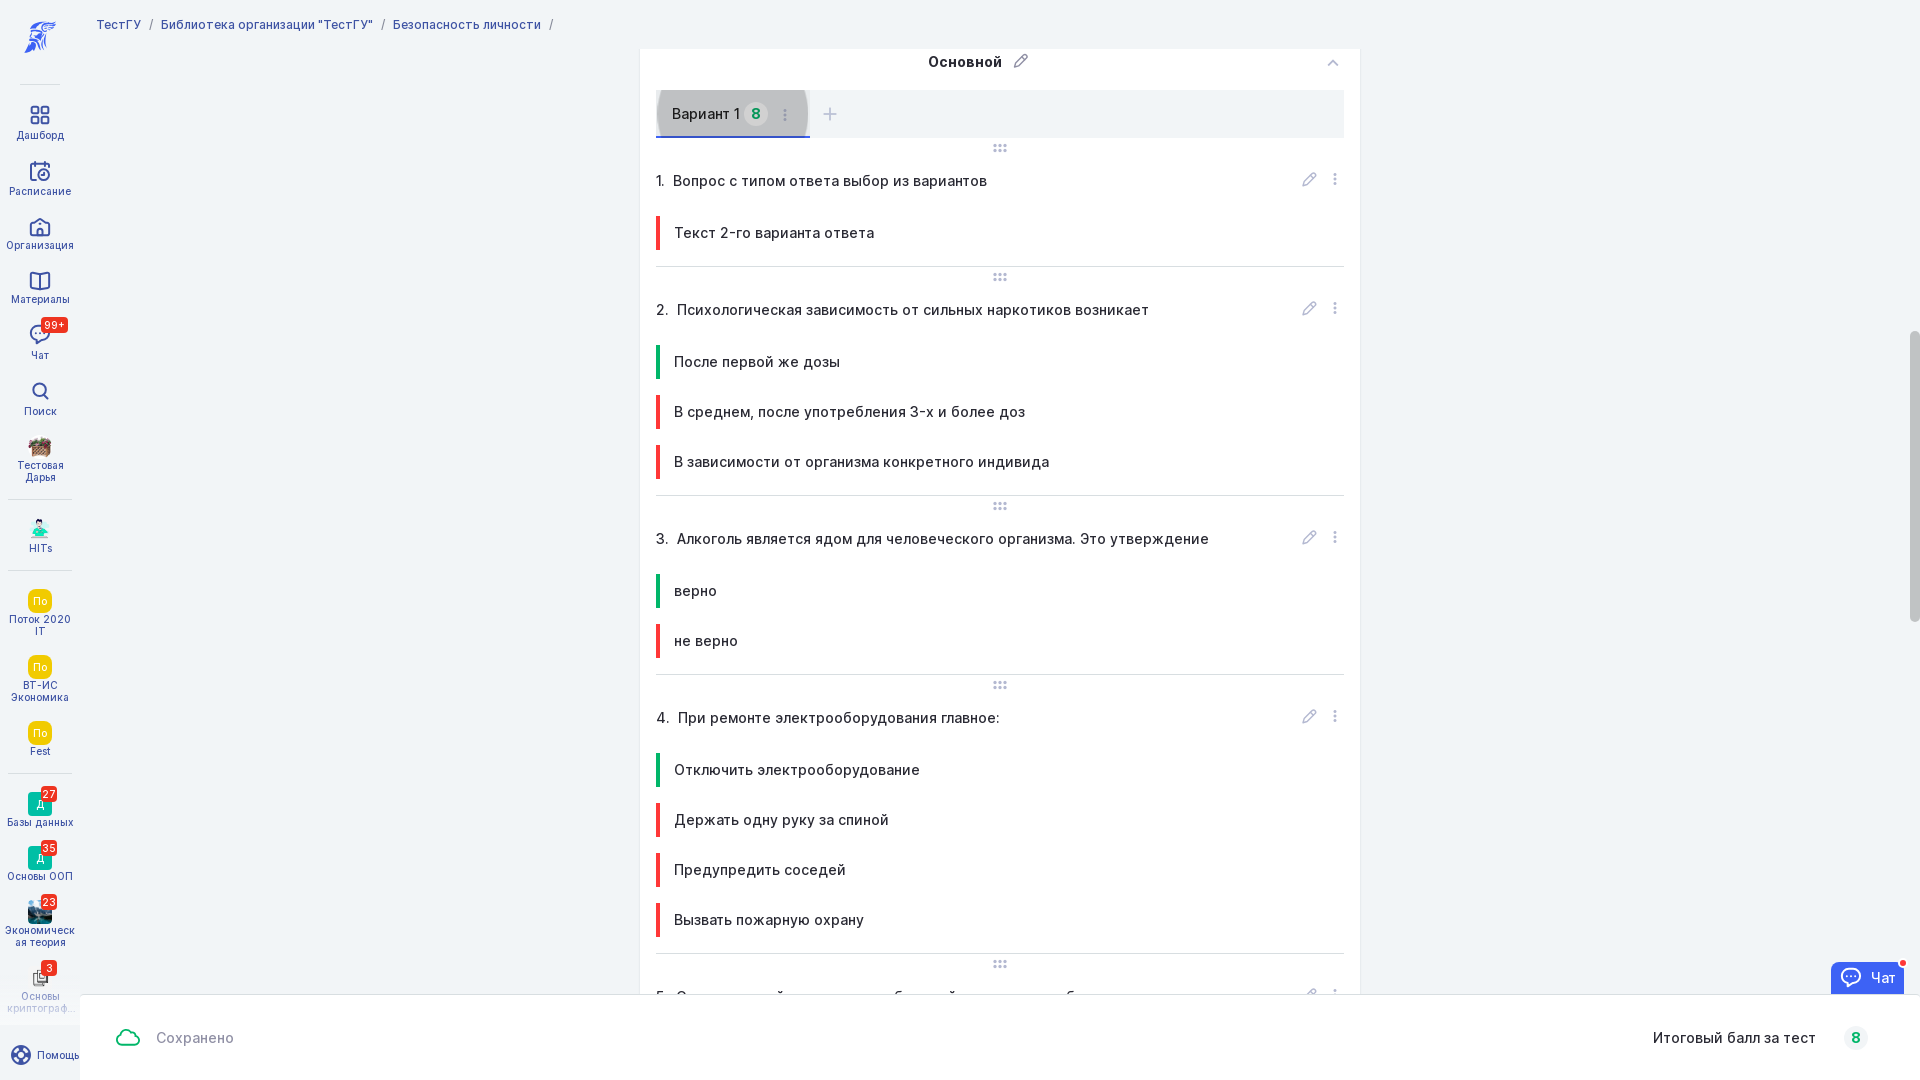 ТестГУ / Библиотека организации "ТестГУ" / Безопасность личности /
Дашборд
Расписание
Организация
Материалы
99+
Чат
Поиск
Тестовая
Дарья
HITs
По
Поток 2020
IT
По
ВТ-ИС
Экономика
По
Fest
27
Д
Базы данных
35
Д
Основы ООП
23
Экономическ
ая теория
3
Основы
криптограф...
Помощь
Основной
Вариант 1 8
1. Вопрос с типом ответа выбор из вариантов
Текст 2-го варианта ответа
2. Психологическая зависимость от сильных наркотиков возникает
После первой же дозы
В среднем, после употребления 3-х и более доз
В зависимости от организма конкретного индивида
3. Алкоголь является ядом для человеческого организма. Это утверждение
верно
не верно
4. При ремонте электрооборудования главное:
Отключить электрооборудование
Держать одну руку за спиной
Предупредить соседей
Вызвать пожарную охрану
Чат
Сохранено
Итоговый балл за тест 8